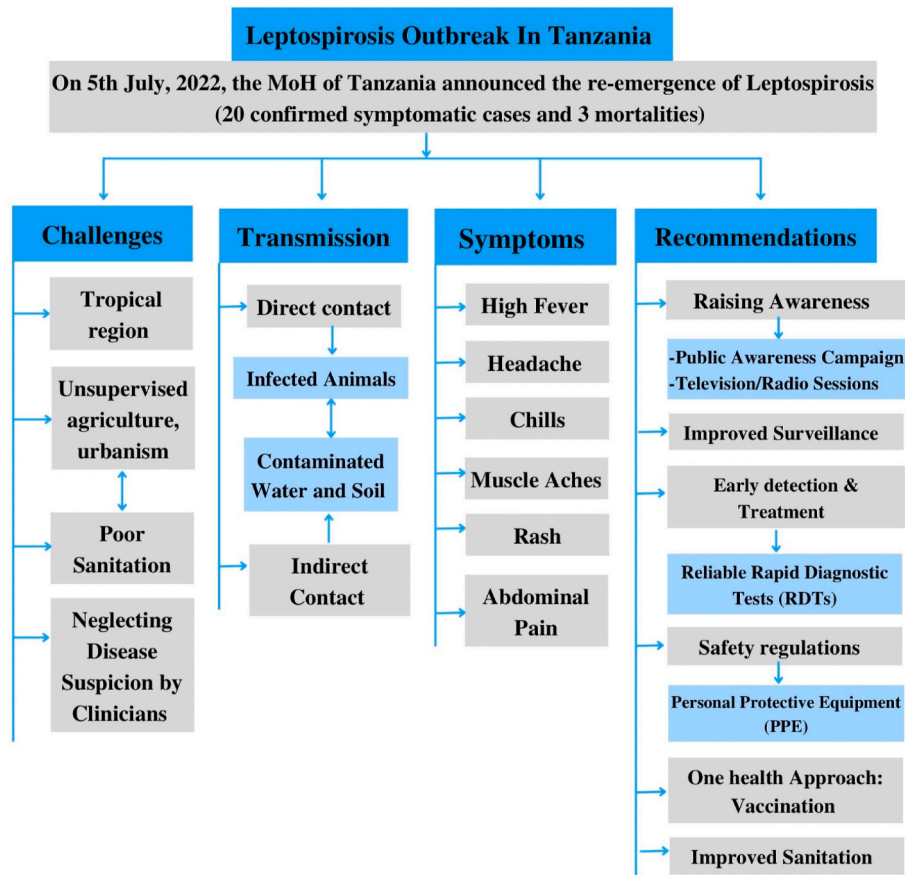 Leptospirosis Outbreak In Tanzania
On 5th July, 2022, the MoH of Tanzania announced the re-emergence of Leptospirosis
(20 confirmed symptomatic cases and 3 mortalities)
Challenges
Tropical
region
Unsupervised
agriculture,
urbanism
Poor
Sanitation
Neglecting
Disease
Suspicion by
Clinicians
Transmission
Direct contact
Infected Animals
Contaminated
Water and Soil
Indirect
Contact
Symptoms
High Fever
Headache
Chills
Muscle Aches
Rash
Abdominal
Pain
Recommendations
Raising Awareness
-Public Awareness Campaign
-Television/Radio Sessions
Improved Surveillance
Early detection &
Treatment
Reliable Rapid Diagnostic
Tests (RDTs)
Safety regulations
Personal Protective Equipment
(PPE)
One health Approach:
Vaccination
Improved Sanitation